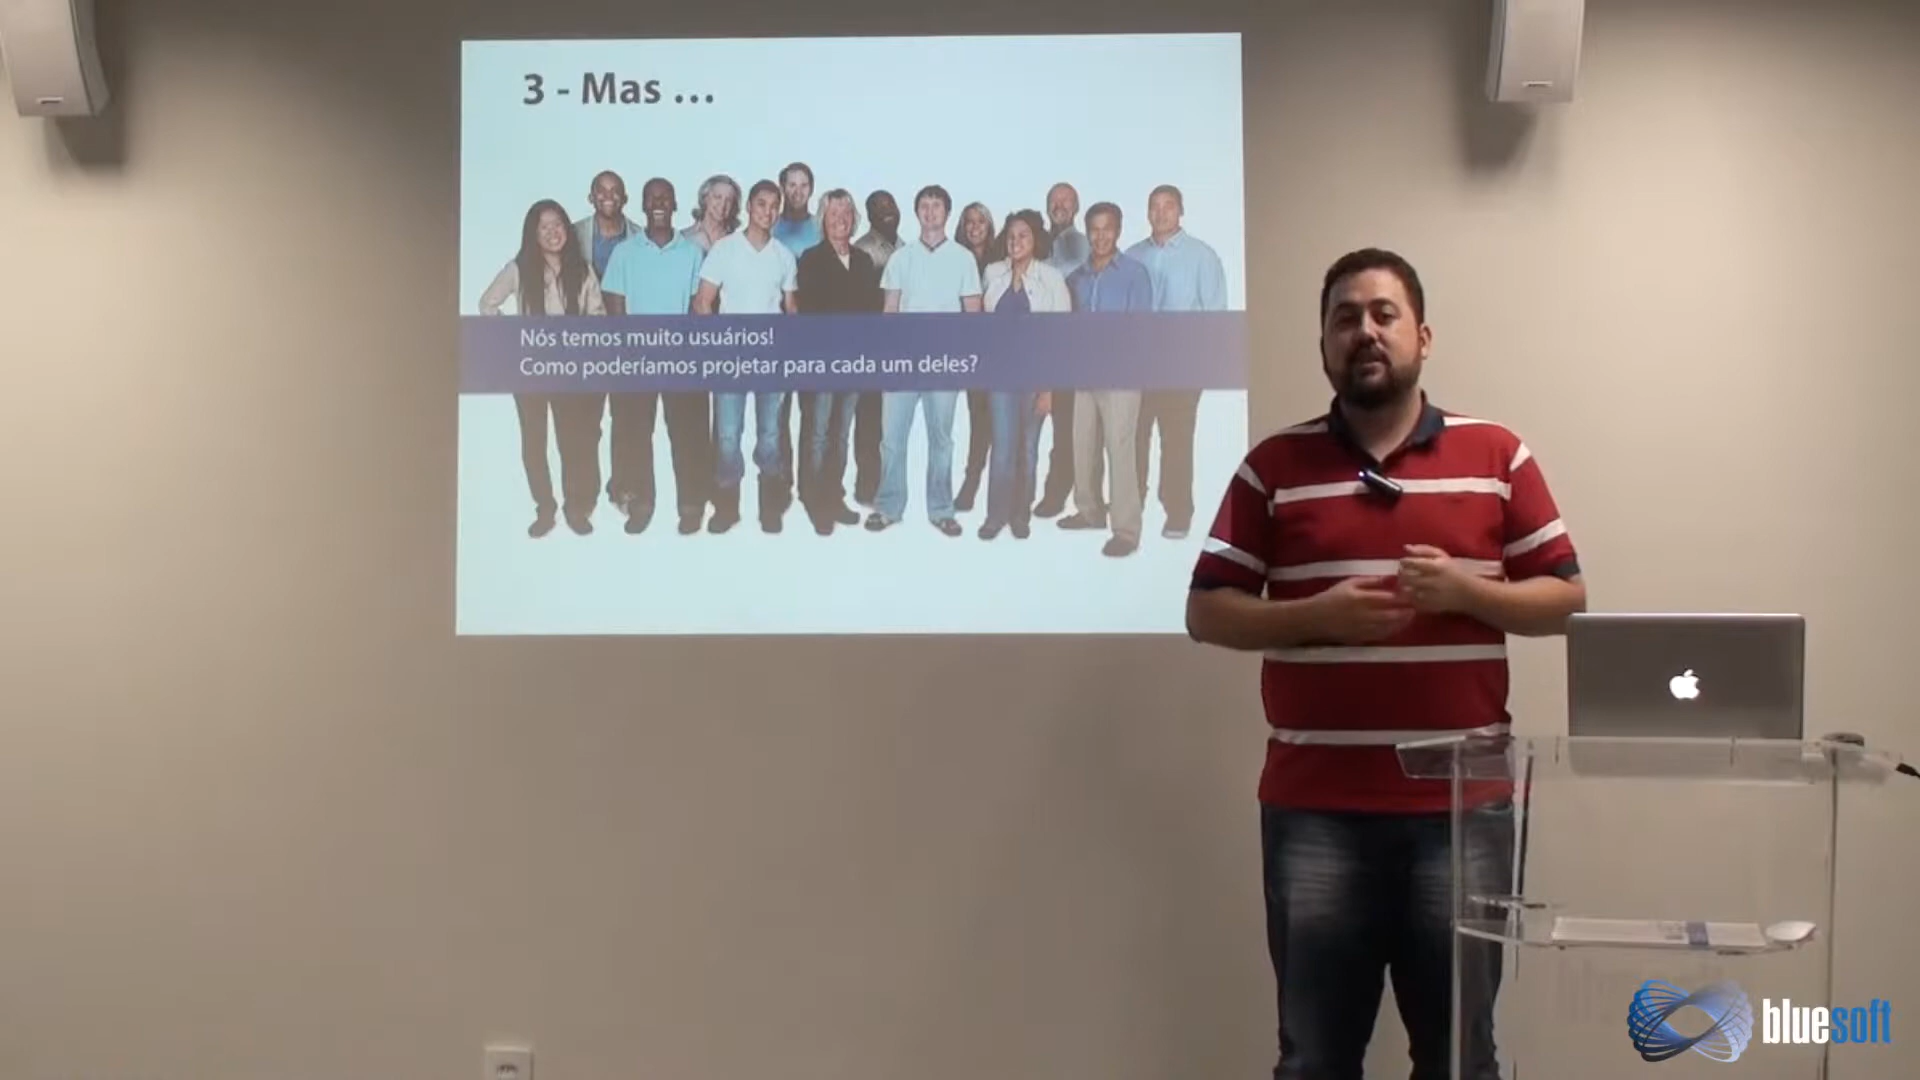 3 - Mas ...
Nós temos muito usuários!
Como poderíamos projetar para cada um deles?
bluesoft